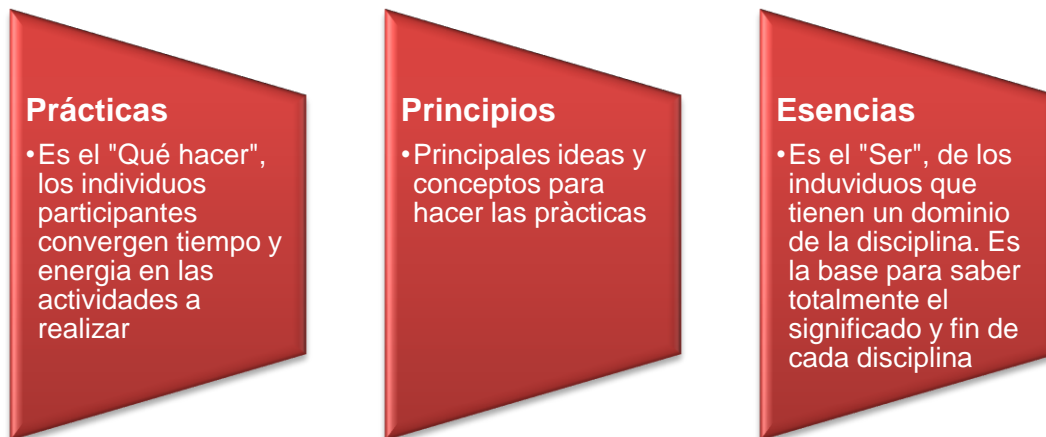 Prácticas
•Es el "Qué hacer",
los individuos
participantes
convergen tiempo y
energia en las
actividades a
realizar
Principios
•Principales ideas y
conceptos para
hacer las pràcticas
Esencias
•Es el "Ser", de los
induviduos que
tienen un dominio
de la disciplina. Es
la base para saber
totalmente el
significado y fin de
cada disciplina